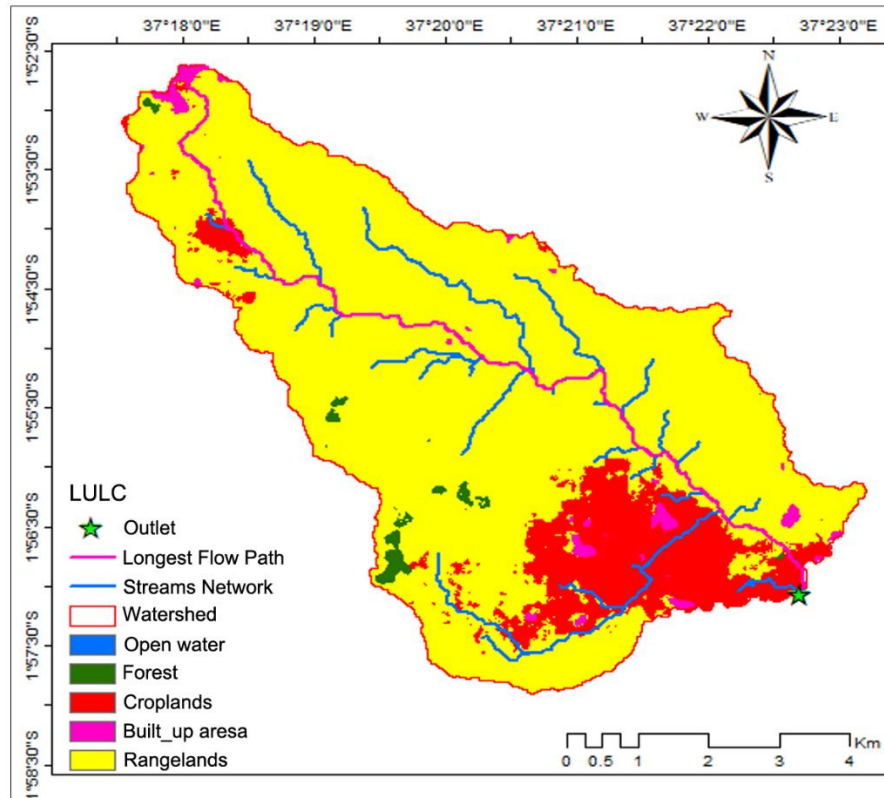 37°18'0"E 37°19'0"E 37°20'0"E 37°21'0"E 37°22'0"E 37°23'0"E
1°52'30"S
1°53'30"S
1°54'30"S
1°55'30"S
1°56'30"S
1°57'30"S
1°58'30"S
N
W E
S
LULC
Outlet
Longest Flow Path
Streams Network
Watershed
Open water
Forest
Croplands
Built_up aresa
Rangelands
Km
0 0.5 1 2 3 4